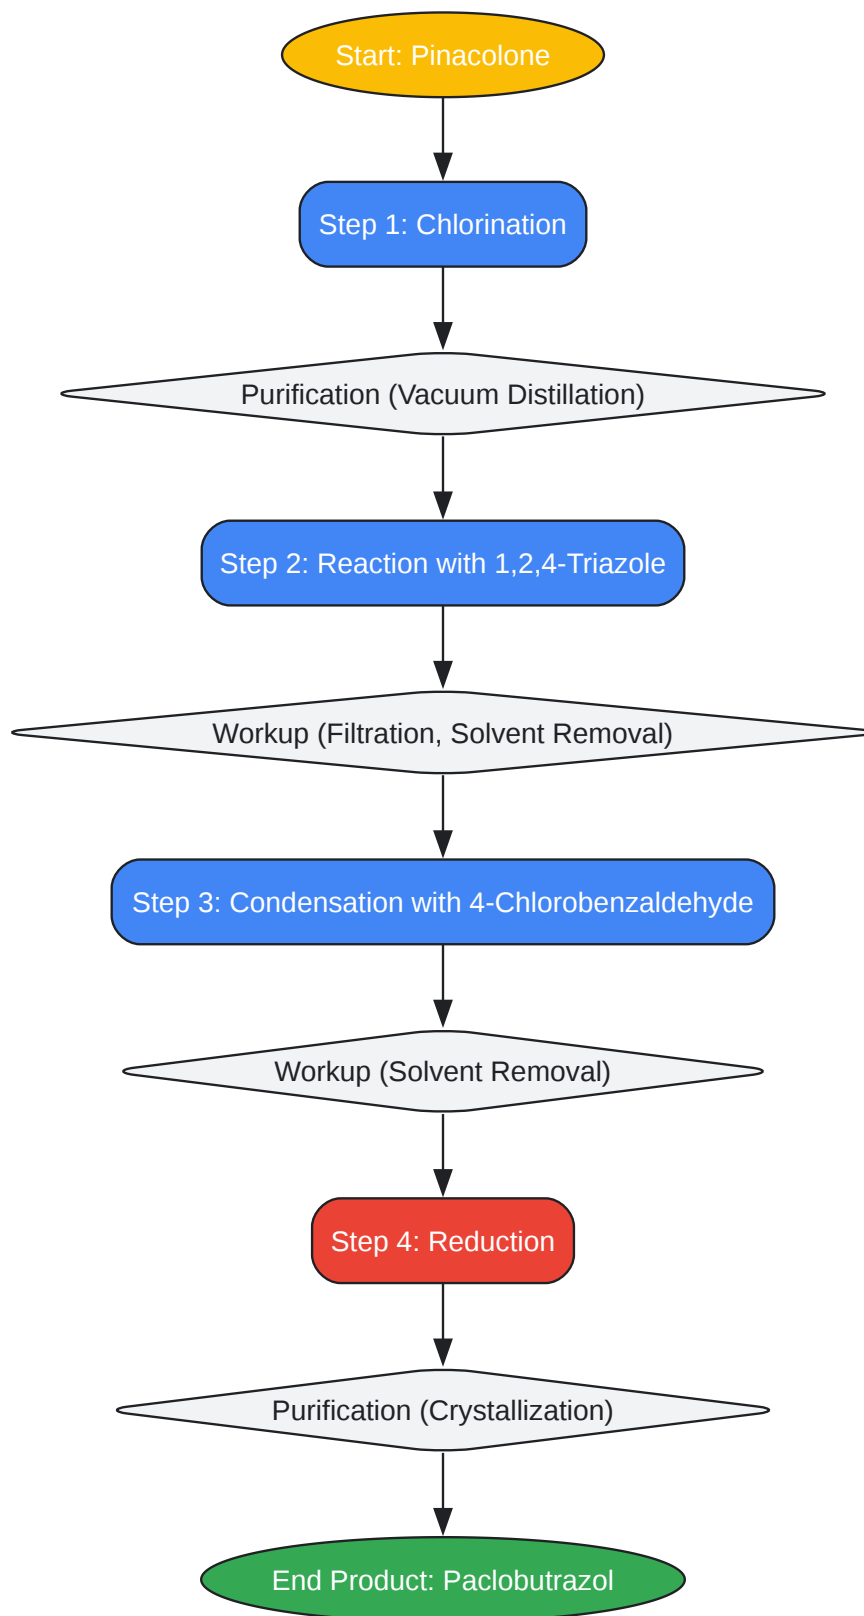 Start: Pinacolone
Step 1: Chlorination
Purification (Vacuum Distillation)
Step 2: Reaction with 1,2,4-Triazole
Workup (Filtration, Solvent Removal)
Step 3: Condensation with 4-Chlorobenzaldehyde
Workup (Solvent Removal)
Step 4: Reduction
Purification (Crystallization)
End Product: Paclobutrazol